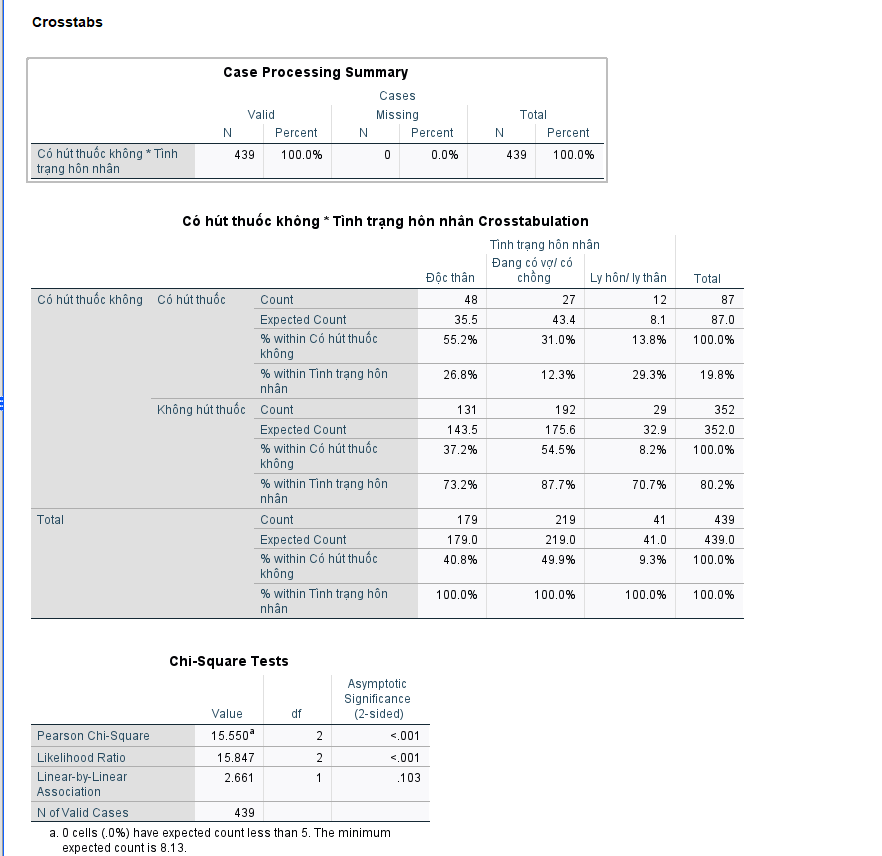 Crosstabs
Case Processing Summary
Cases
Valid Missing Total
N Percent N Percent N Percent
Có hút thuốc không * Tình trạng hôn nhân 439 100.0% 0 0.0% 439 100.0%
Có hút thuốc không * Tình trạng hôn nhân Crosstabulation
Tình trạng hôn nhân
Độc thân Đang có vợ/ có chồng Ly hôn/ ly thân Total
Có hút thuốc không Có hút thuốc Count 48 27 12 87
Expected Count 35.5 43.4 8.1 87.0
% within Có hút thuốc không 55.2% 31.0% 13.8% 100.0%
% within Tình trạng hôn nhân 26.8% 12.3% 29.3% 19.8%
Không hút thuốc Count 131 192 29 352
Expected Count 143.5 175.6 32.9 352.0
% within Có hút thuốc không 37.2% 54.5% 8.2% 100.0%
% within Tình trạng hôn nhân 73.2% 87.7% 70.7% 80.2%
Total Count 179 219 41 439
Expected Count 179.0 219.0 41.0 439.0
% within Có hút thuốc không 40.8% 49.9% 9.3% 100.0%
% within Tình trạng hôn nhân 100.0% 100.0% 100.0% 100.0%
Chi-Square Tests
Value df Asymptotic Significance (2-sided)
Pearson Chi-Square 15.550a 2 <.001
Likelihood Ratio 15.847 2 <.001
Linear-by-Linear Association 2.661 1 .103
N of Valid Cases 439
a. 0 cells (.0%) have expected count less than 5. The minimum
expected count is 8.13.